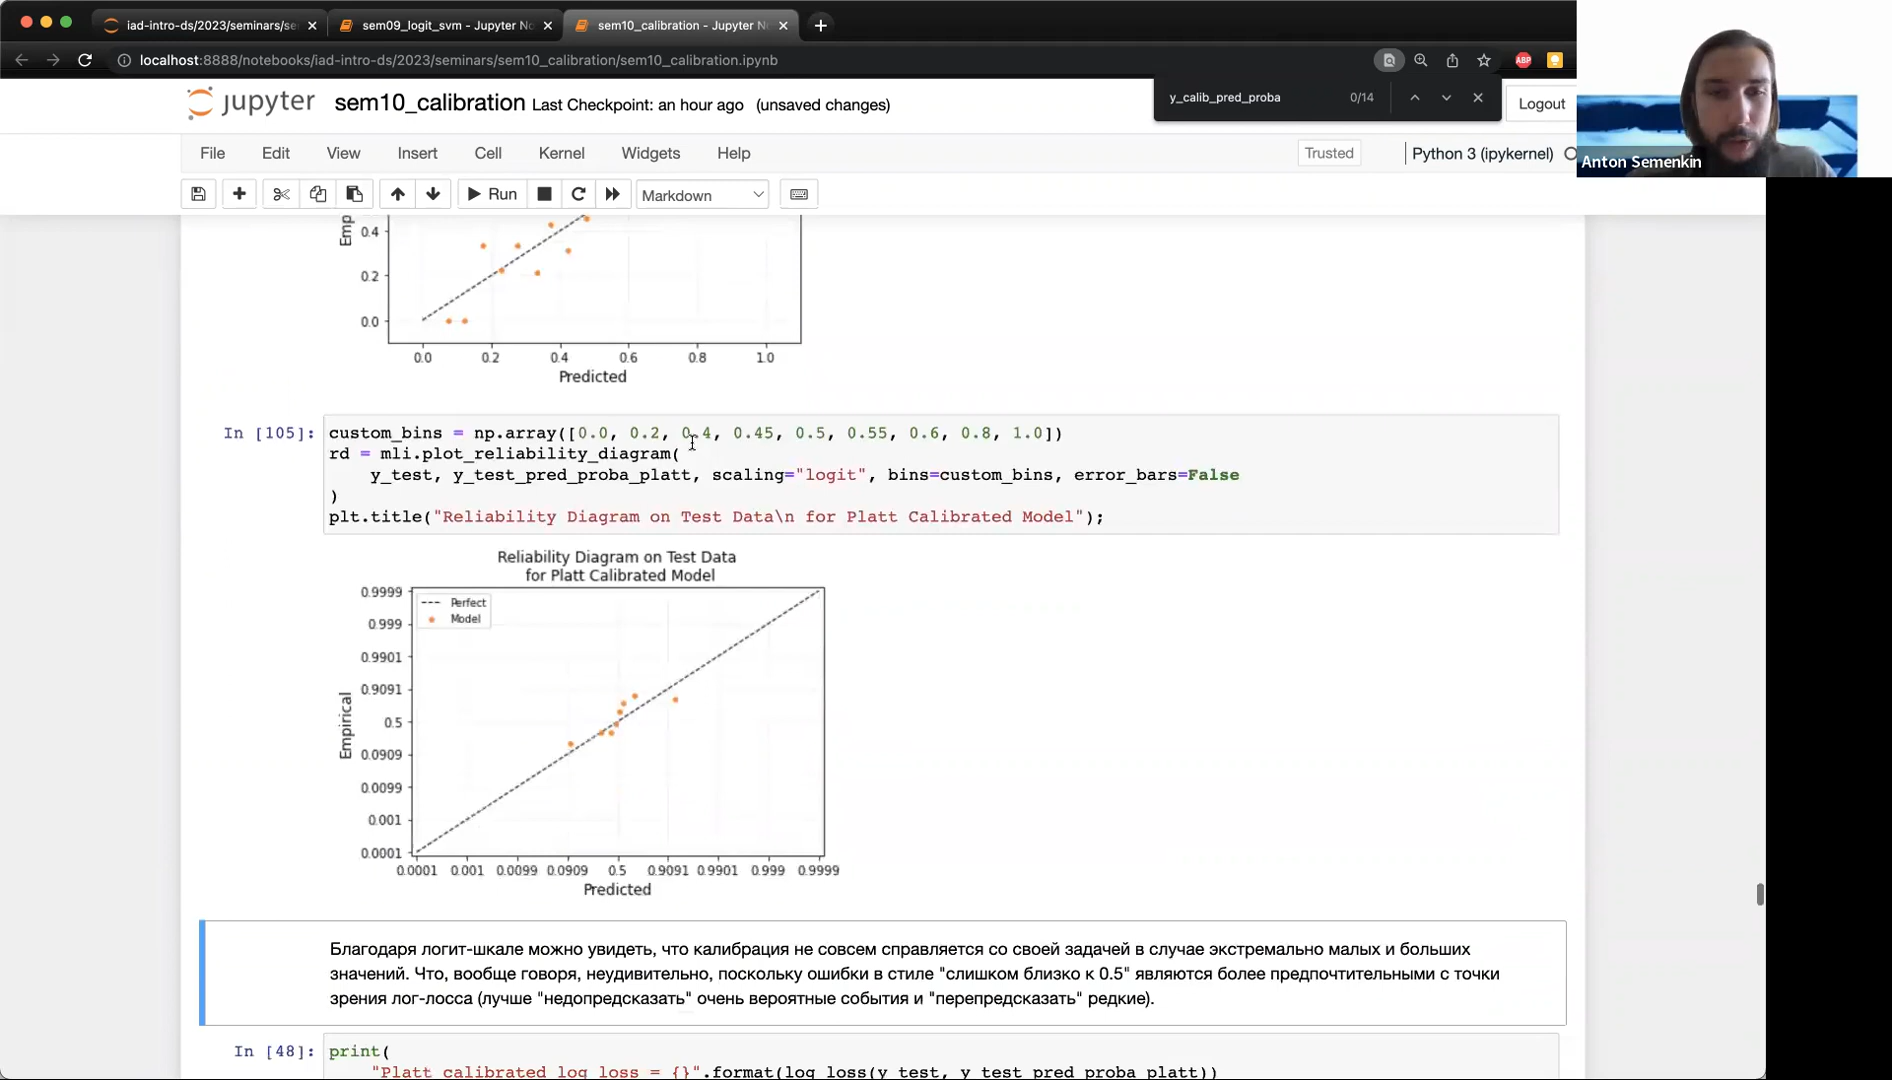 iad-intro-ds/2023/seminars/se
sem09_logit_svm - Jupyter No
sem10_calibration - Jupyter N
localhost:8888/notebooks/iad-intro-ds/2023/seminars/sem10_calibration/sem10_calibration.ipynb
ABP
y_calib_pred_proba 0/14
jupyter sem10_calibration Last Checkpoint: an hour ago (unsaved changes)
Logout
Anton Semenkin
File Edit View Insert Cell Kernel Widgets Help
Trusted Python 3 (ipykernel)
Run Markdown
Emp
0.4
0.2
0.0
0.0 0.2 0.4 0.6 0.8 1.0
Predicted
In [105]: custom_bins = np.array([0.0, 0.2, 0.4, 0.45, 0.5, 0.55, 0.6, 0.8, 1.0])
rd = mli.plot_reliability_diagram(
y_test, y_test_pred_proba_platt, scaling="logit", bins=custom_bins, error_bars=False
)
plt.title("Reliability Diagram on Test Data\n for Platt Calibrated Model");
Reliability Diagram on Test Data
for Platt Calibrated Model
Perfect
Model
0.9999
0.999
0.9901
0.9091
0.5
0.0909
0.0099
0.001
0.0001
Empirical
0.0001 0.001 0.0099 0.0909 0.5 0.9091 0.9901 0.999 0.9999
Predicted
Благодаря логит-шкале можно увидеть, что калибрация не совсем справляется со своей задачей в случае экстремально малых и больших
значений. Что, вообще говоря, неудивительно, поскольку ошибки в стиле "слишком близко к 0.5" являются более предпочтительными с точки
зрения лог-лосса (лучше "недопредсказать" очень вероятные события и "перепредсказать" редкие).
In [48]: print(
"Platt calibrated log loss = {}".format(log_loss(y_test, y_test_pred_proba_platt))